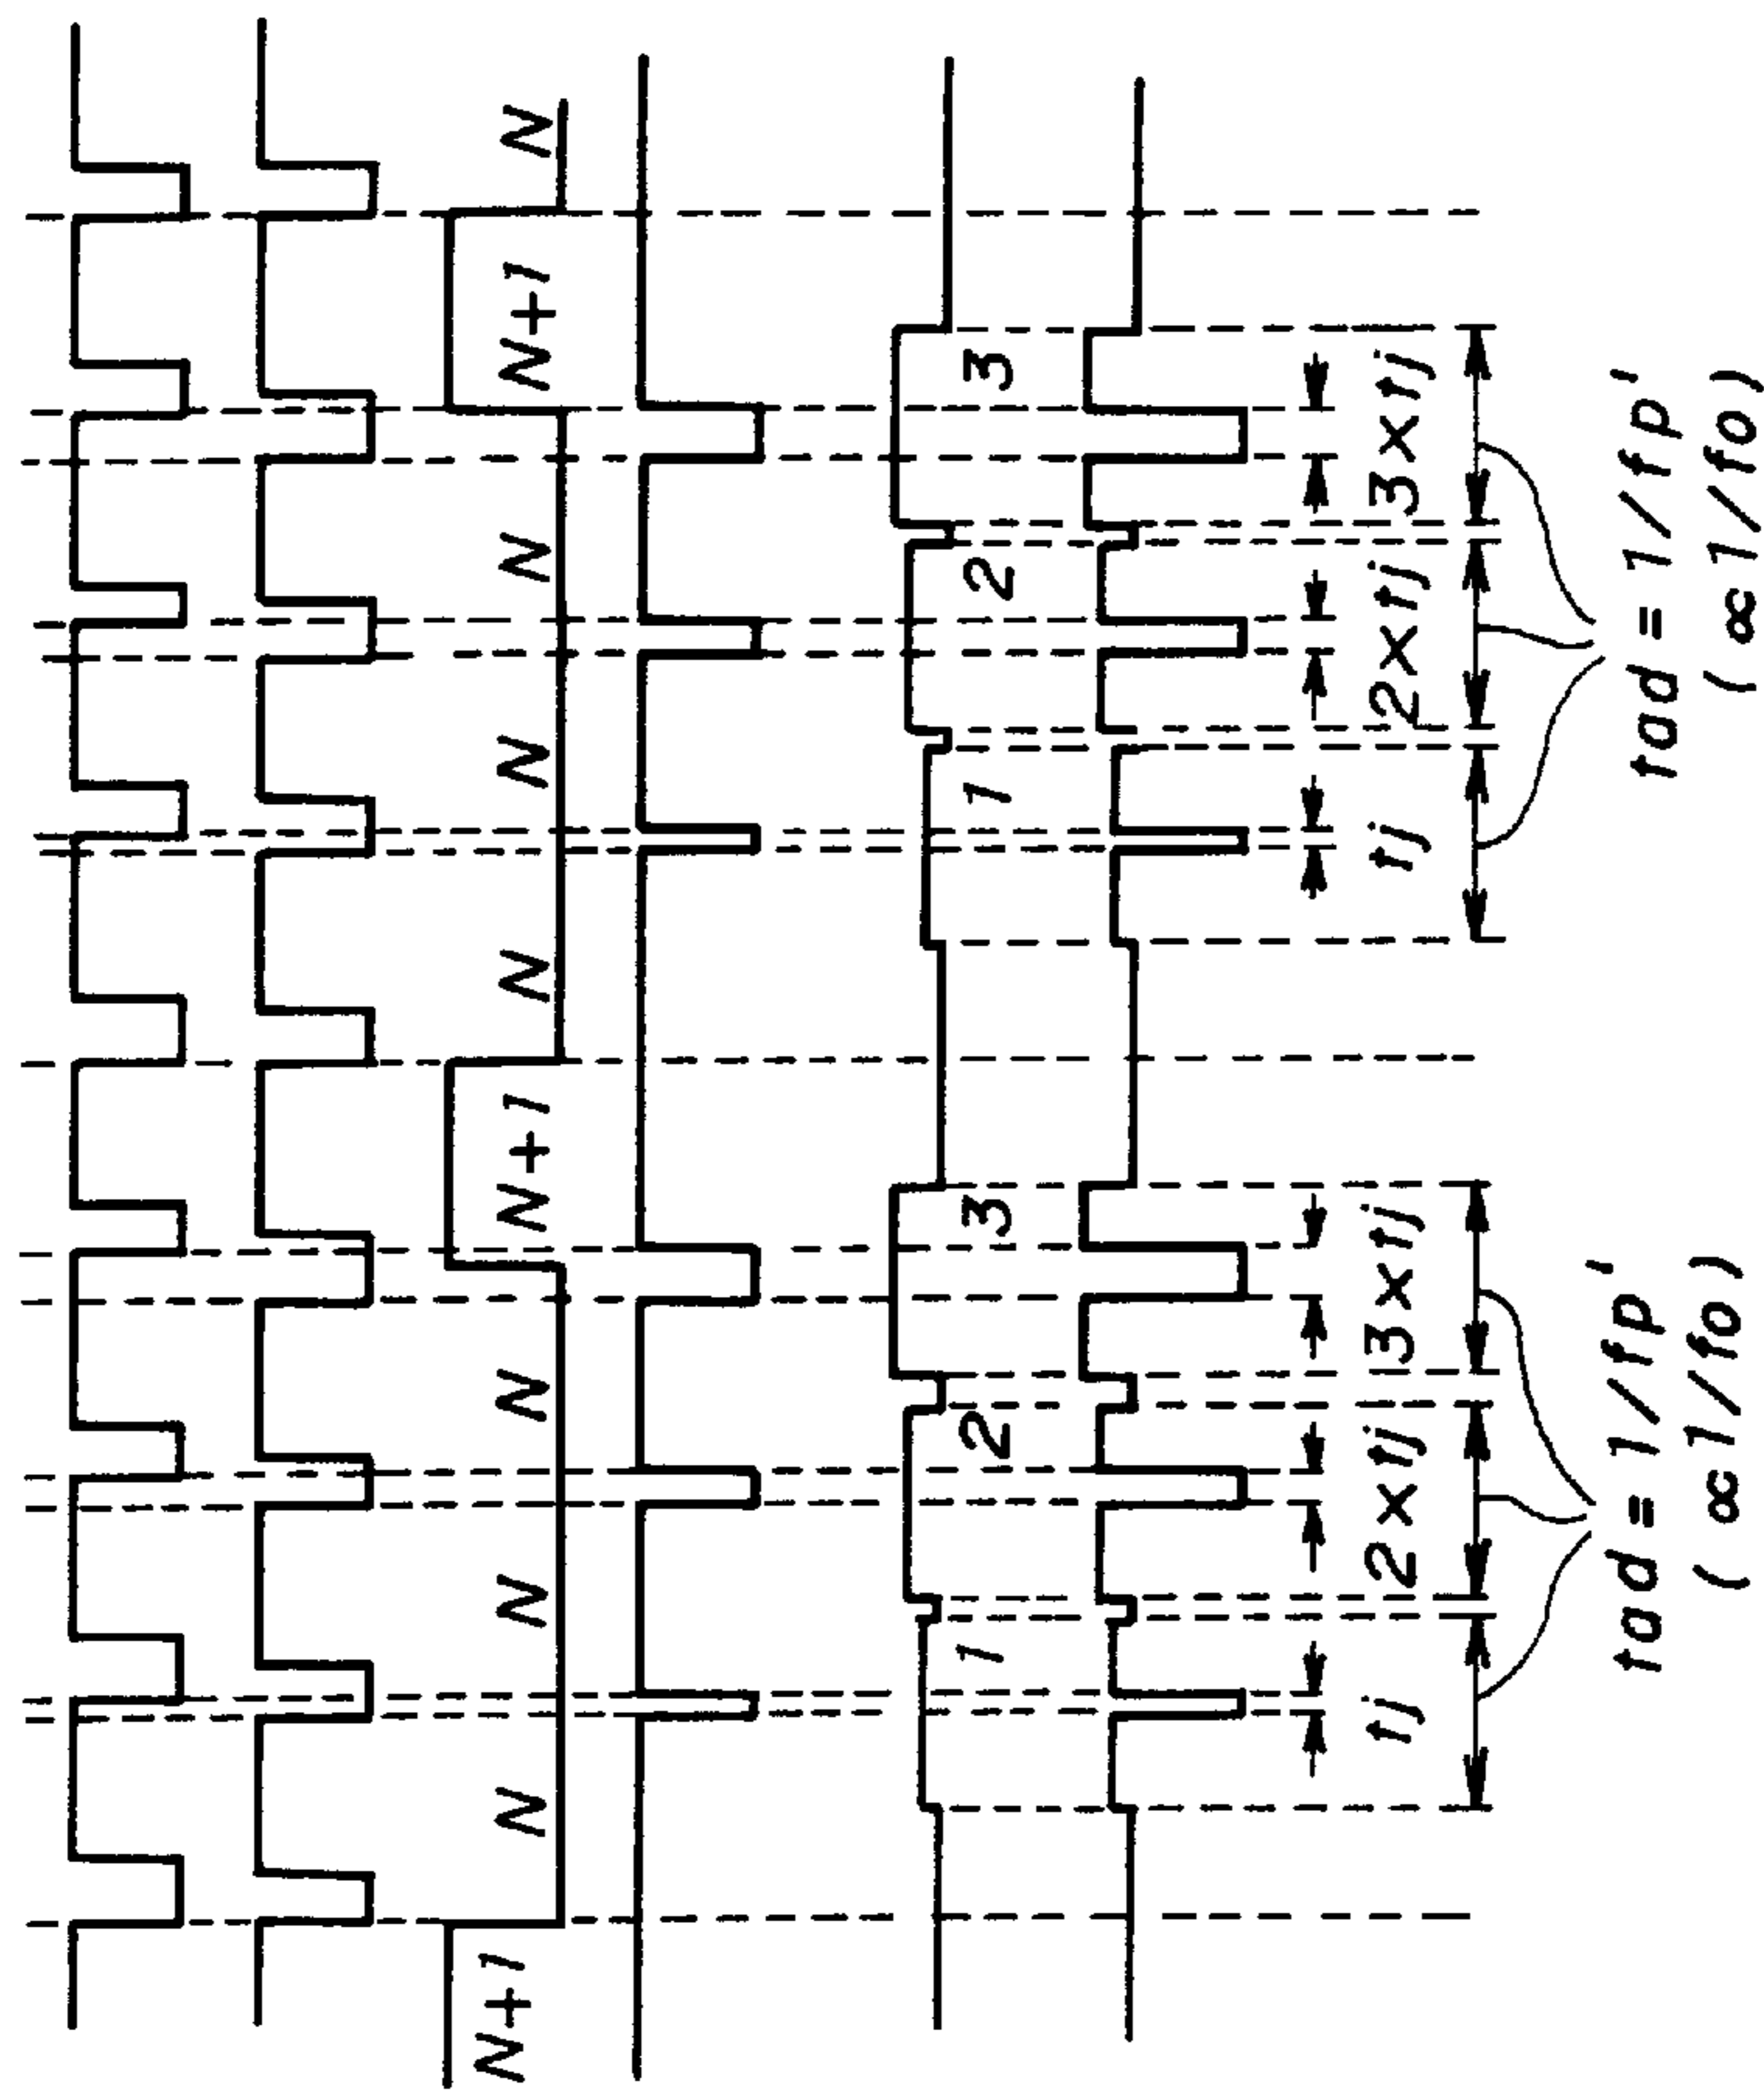 N+1 N N N N+1 N N N N+1 N
1 2 3 1 2 3
tj 2×tj 3×tj tj 2×tj 3×tj
tad = 1/fp' tad = 1/fp'
(∝ 1/fo) (∝ 1/fo)